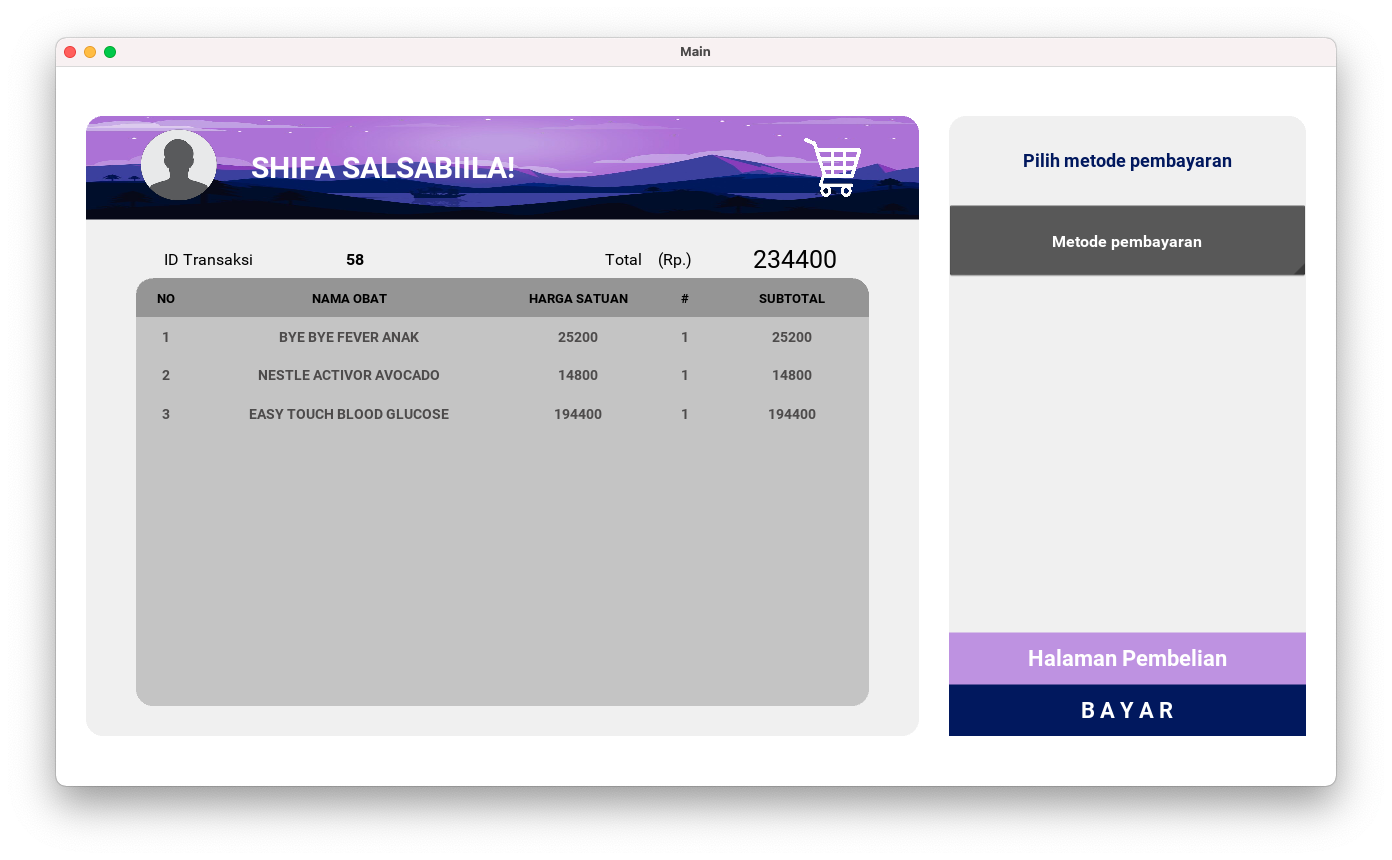 Main
SHIFA SALSABIILA!
ID Transaksi 58 Total (Rp.) 234400
NO NAMA OBAT HARGA SATUAN # SUBTOTAL
1 BYE BYE FEVER ANAK 25200 1 25200
2 NESTLE ACTIVOR AVOCADO 14800 1 14800
3 EASY TOUCH BLOOD GLUCOSE 194400 1 194400
Pilih metode pembayaran
Metode pembayaran
Halaman Pembelian
BAYAR